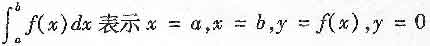 ∫_a^b f(x)dx 表示 x = a,x = b,y = f(x),y = 0